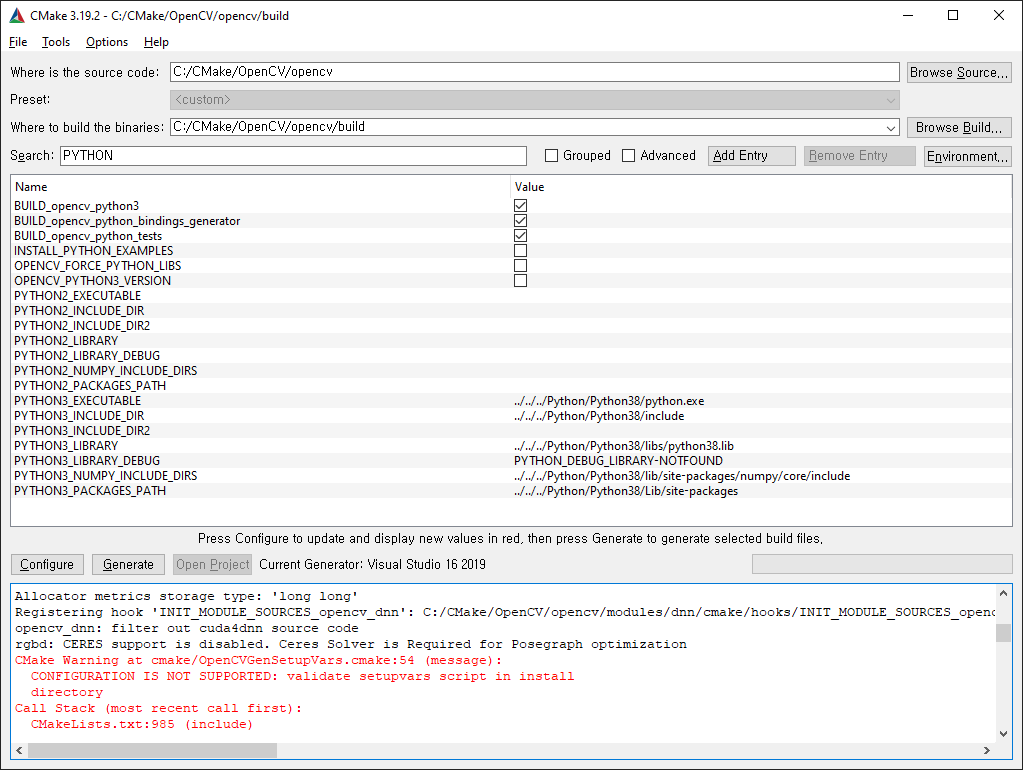 CMake 3.19.2 - C:/CMake/OpenCV/opencv/build
File Tools Options Help
Where is the source code: C:/CMake/OpenCV/opencv Browse Source...
Preset: <custom>
Where to build the binaries: C:/CMake/OpenCV/opencv/build Browse Build...
Search: PYTHON Grouped Advanced Add Entry Remove Entry Environment...
Name Value
BUILD_opencv_python3
BUILD_opencv_python_bindings_generator
BUILD_opencv_python_tests
INSTALL_PYTHON_EXAMPLES
OPENCV_FORCE_PYTHON_LIBS
OPENCV_PYTHON3_VERSION
PYTHON2_EXECUTABLE
PYTHON2_INCLUDE_DIR
PYTHON2_INCLUDE_DIR2
PYTHON2_LIBRARY
PYTHON2_LIBRARY_DEBUG
PYTHON2_NUMPY_INCLUDE_DIRS
PYTHON2_PACKAGES_PATH
PYTHON3_EXECUTABLE ../../../Python/Python38/python.exe
PYTHON3_INCLUDE_DIR ../../../Python/Python38/include
PYTHON3_INCLUDE_DIR2
PYTHON3_LIBRARY ../../../Python/Python38/libs/python38.lib
PYTHON3_LIBRARY_DEBUG PYTHON_DEBUG_LIBRARY-NOTFOUND
PYTHON3_NUMPY_INCLUDE_DIRS ../../../Python/Python38/lib/site-packages/numpy/core/include
PYTHON3_PACKAGES_PATH ../../../Python/Python38/Lib/site-packages
Press Configure to update and display new values in red, then press Generate to generate selected build files.
Configure Generate Open Project Current Generator: Visual Studio 16 2019
Allocator metrics storage type: 'long long'
Registering hook 'INIT_MODULE_SOURCES_opencv_dnn': C:/CMake/OpenCV/opencv/modules/dnn/cmake/hooks/INIT_MODULE_SOURCES_openc
opencv_dnn: filter out cuda4dnn source code
rgbd: CERES support is disabled. Ceres Solver is Required for Posegraph optimization
CMake Warning at cmake/OpenCVGenSetupVars.cmake:54 (message):
CONFIGURATION IS NOT SUPPORTED: validate setupvars script in install
directory
Call Stack (most recent call first):
CMakeLists.txt:985 (include)